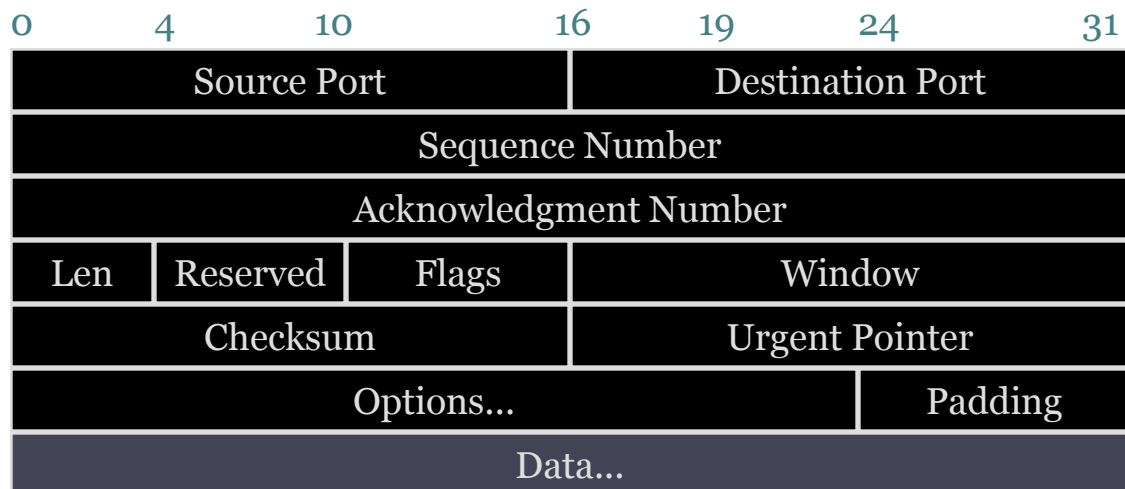 0 4 10 16 19 24 31
Source Port Destination Port
Sequence Number
Acknowledgment Number
Len Reserved Flags Window
Checksum Urgent Pointer
Options... Padding
Data...